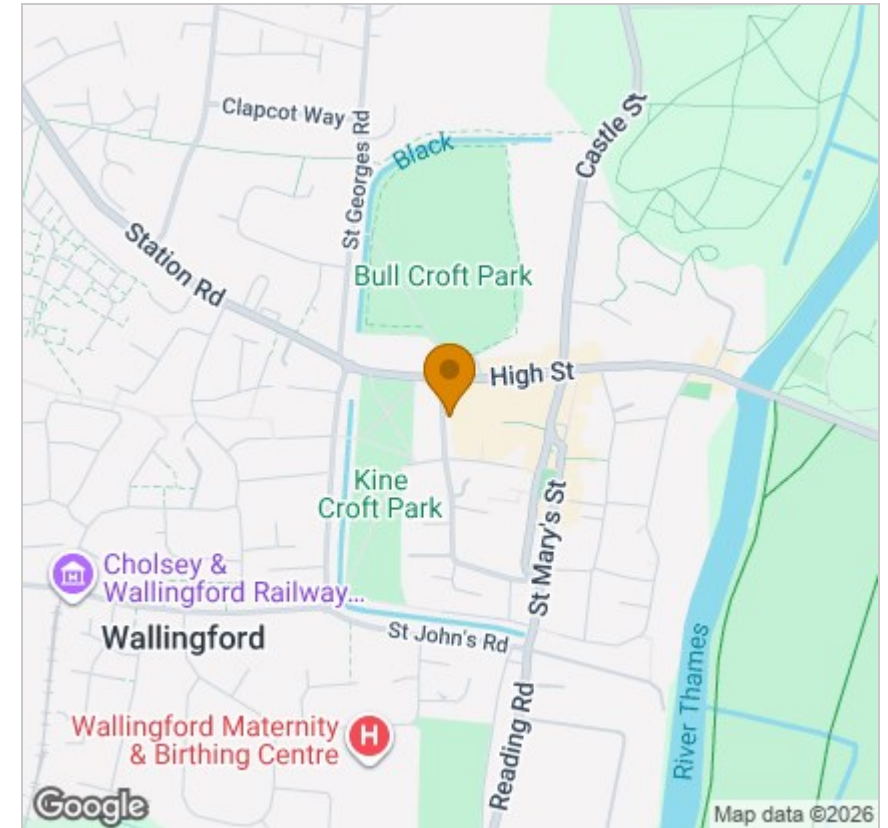 Clapcot Way
St Georges Rd
Black
Castle St
Station Rd
Bull Croft Park
High St
Kine
Croft Park
St Mary's St
Cholsey &
Wallingford Railway...
Wallingford
St John's Rd
River Thames
Wallingford Maternity
& Birthing Centre
H
Reading Rd
Google
Map data ©2026